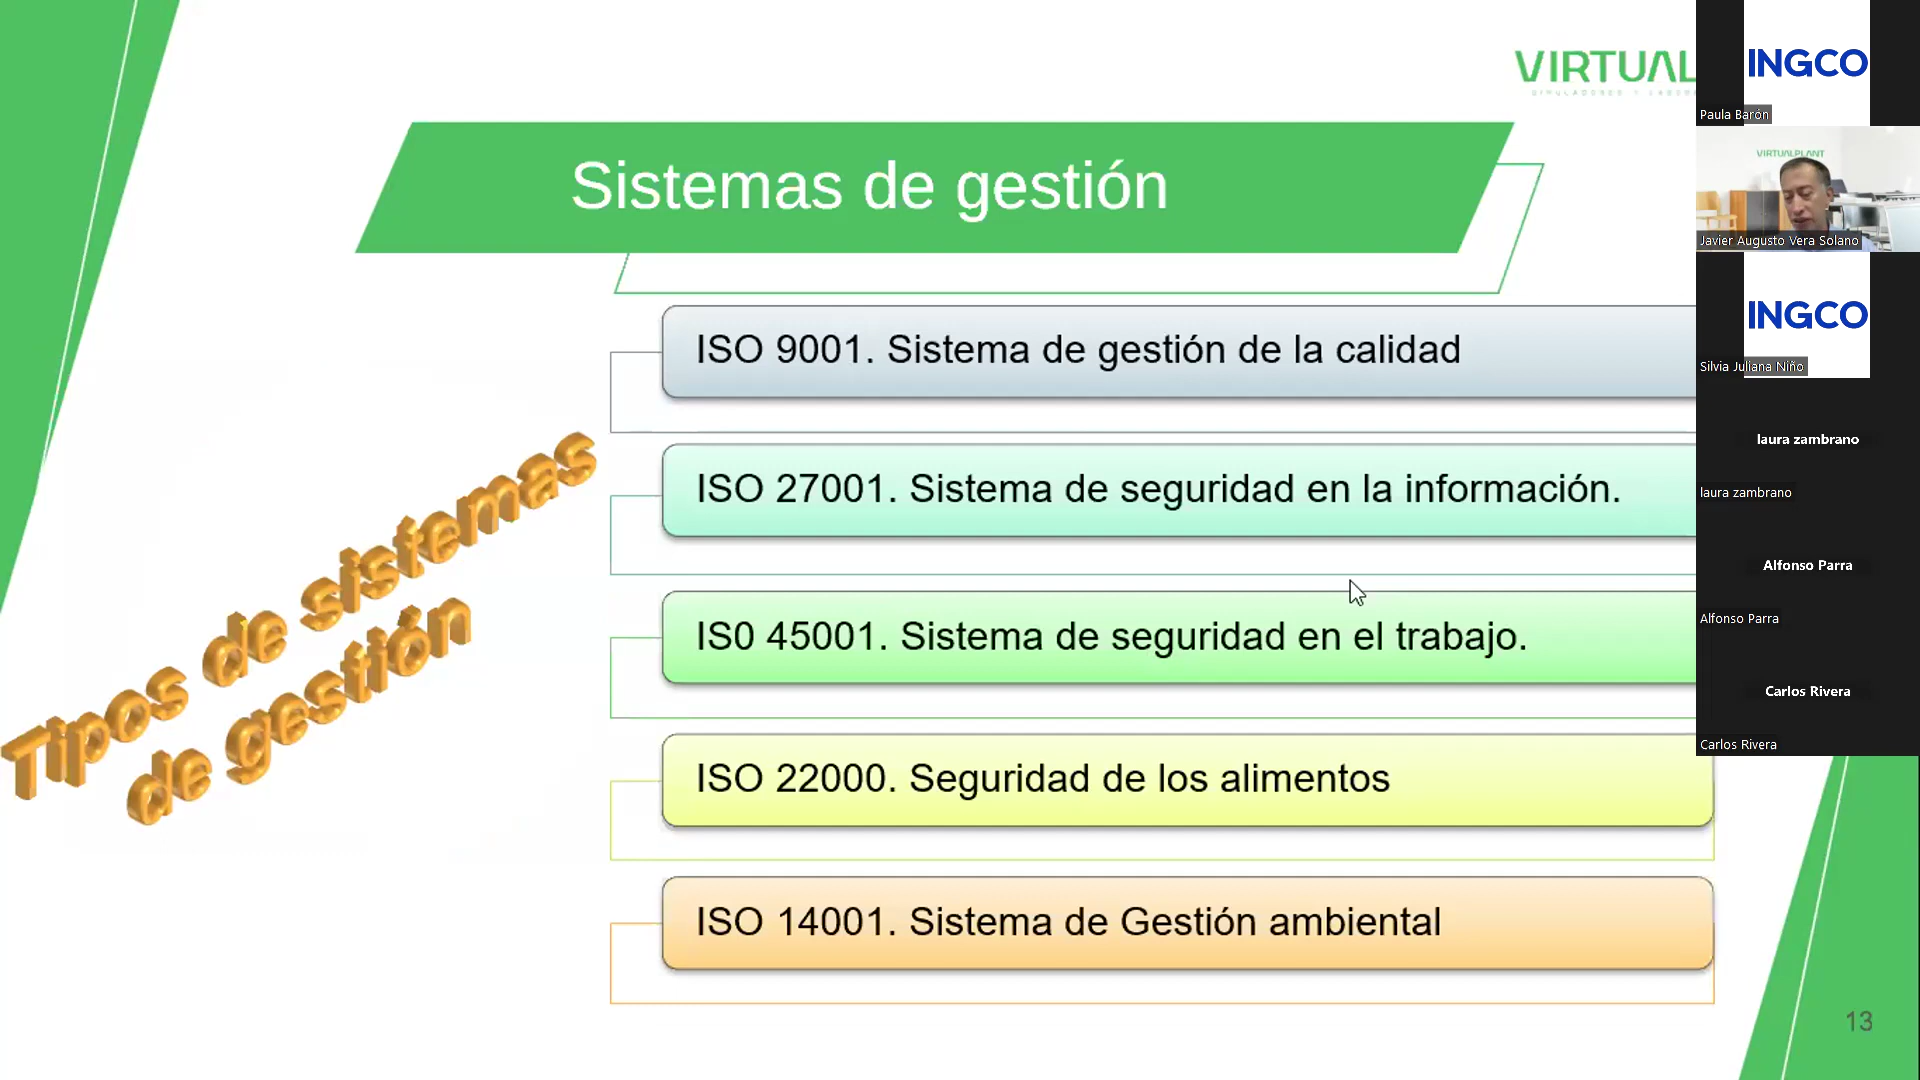 VIRTUAL
Sistemas de gestión
Tipos de sistemas
de gestión
ISO 9001. Sistema de gestión de la calidad
ISO 27001. Sistema de seguridad en la información.
IS0 45001. Sistema de seguridad en el trabajo.
ISO 22000. Seguridad de los alimentos
ISO 14001. Sistema de Gestión ambiental
13
INGCO
Paula Barón
VIRTUALPLANT
Javier Augusto Vera Solano
INGCO
Silvia Juliana Niño
laura zambrano
laura zambrano
Alfonso Parra
Alfonso Parra
Carlos Rivera
Carlos Rivera